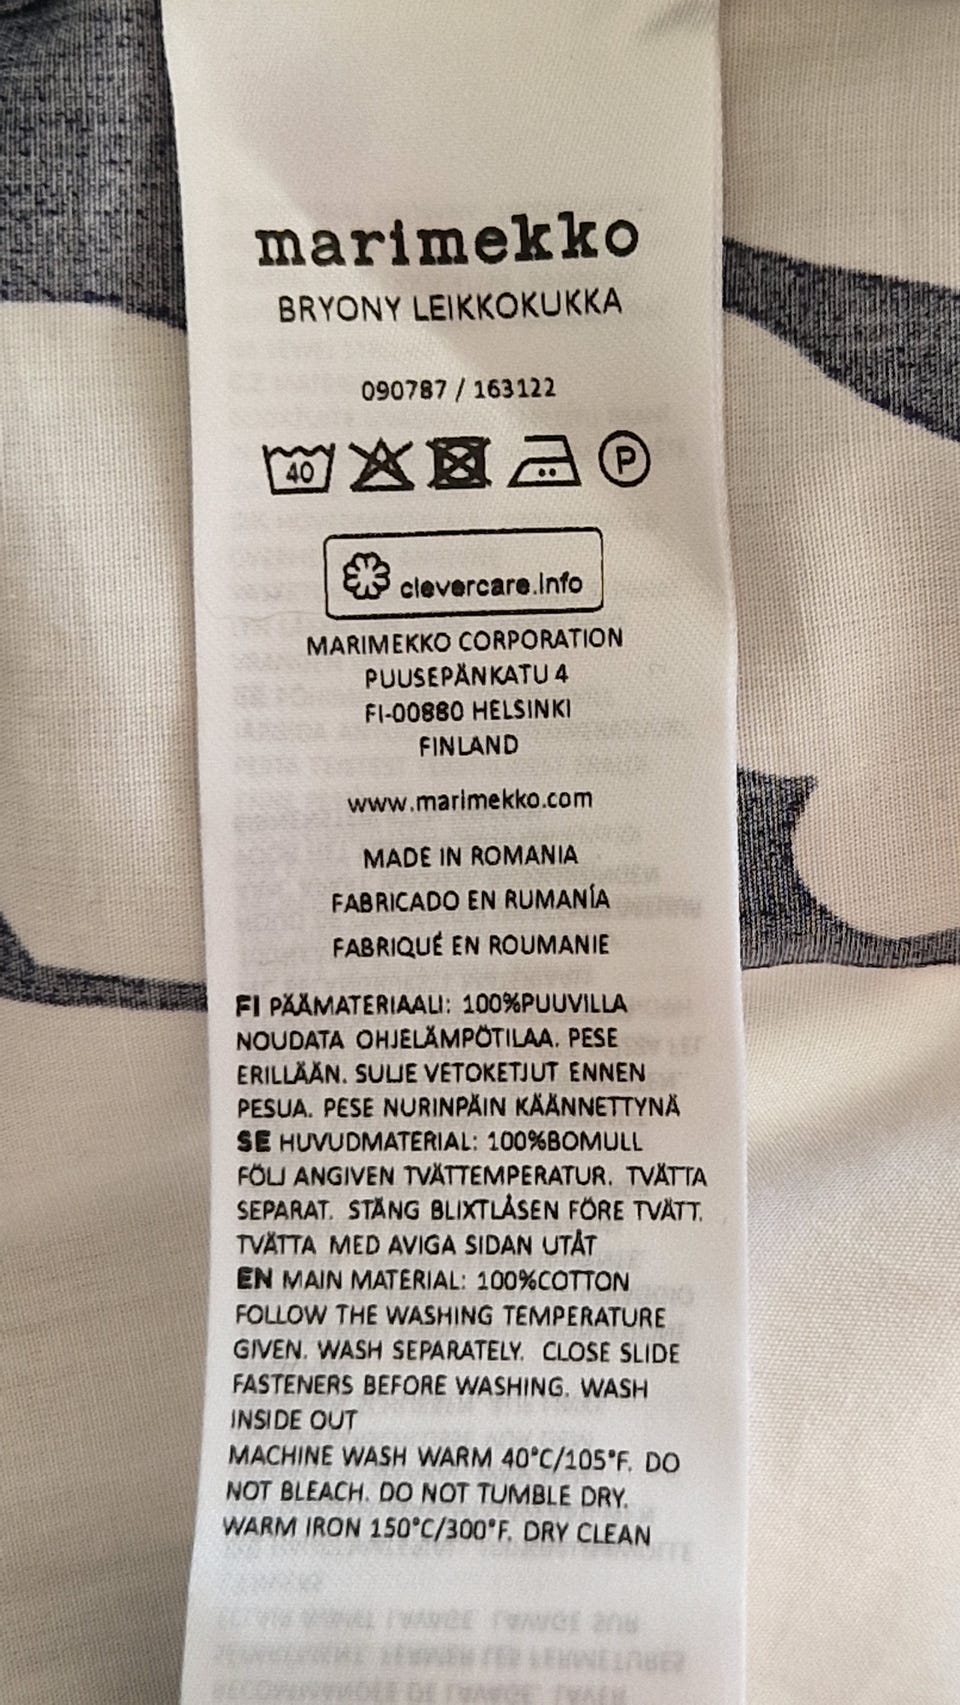 marimekko
BRYONY LEIKKOKUKKA
090787 / 163122
40 P
clevercare.info
MARIMEKKO CORPORATION
PUUSEPÄNKATU 4
FI-00880 HELSINKI
FINLAND
www.marimekko.com
MADE IN ROMANIA
FABRICADO EN RUMANÍA
FABRIQUÉ EN ROUMANIE
FI PÄÄMATERIAALI: 100%PUUVILLA
NOUDATA OHJELÄMPÖTILAA. PESE
ERILLÄÄN. SULJE VETOKETJUT ENNEN
PESUA. PESE NURINPÄIN KÄÄNNETTYNÄ
SE HUVUDMATERIAL: 100%BOMULL
FÖLJ ANGIVEN TVÄTTEMPERATUR. TVÄTTA
SEPARAT. STÄNG BLIXTLÅSEN FÖRE TVÄTT.
TVÄTTA MED AVIGA SIDAN UTÅT
EN MAIN MATERIAL: 100%COTTON
FOLLOW THE WASHING TEMPERATURE
GIVEN. WASH SEPARATELY. CLOSE SLIDE
FASTENERS BEFORE WASHING. WASH
INSIDE OUT
MACHINE WASH WARM 40°C/105°F. DO
NOT BLEACH. DO NOT TUMBLE DRY.
WARM IRON 150°C/300°F. DRY CLEAN